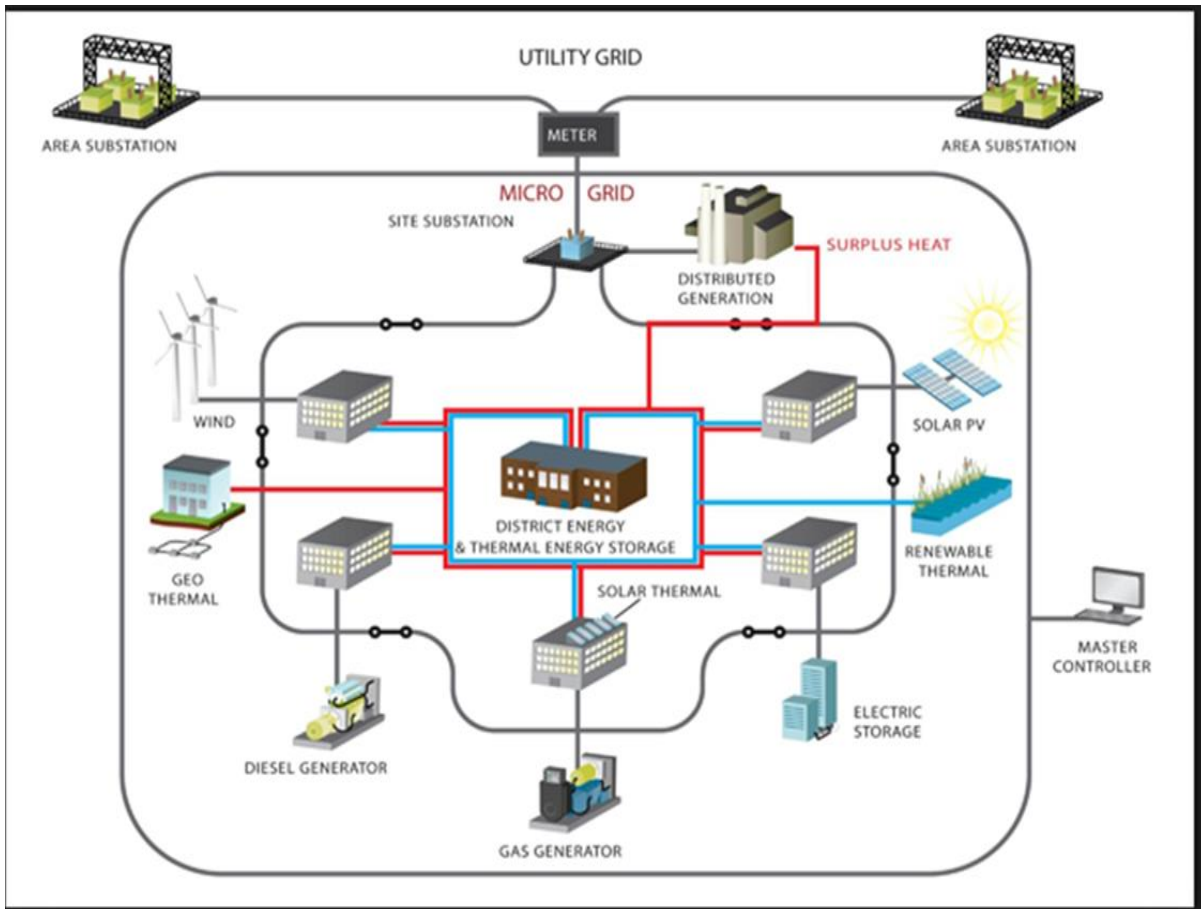 UTILITY GRID
AREA SUBSTATION
METER
AREA SUBSTATION
MICRO GRID
SITE SUBSTATION
SURPLUS HEAT
DISTRIBUTED
GENERATION
WIND
SOLAR PV
DISTRICT ENERGY
& THERMAL ENERGY STORAGE
RENEWABLE
THERMAL
GEO
THERMAL
SOLAR THERMAL
MASTER
CONTROLLER
ELECTRIC
STORAGE
DIESEL GENERATOR
GAS GENERATOR